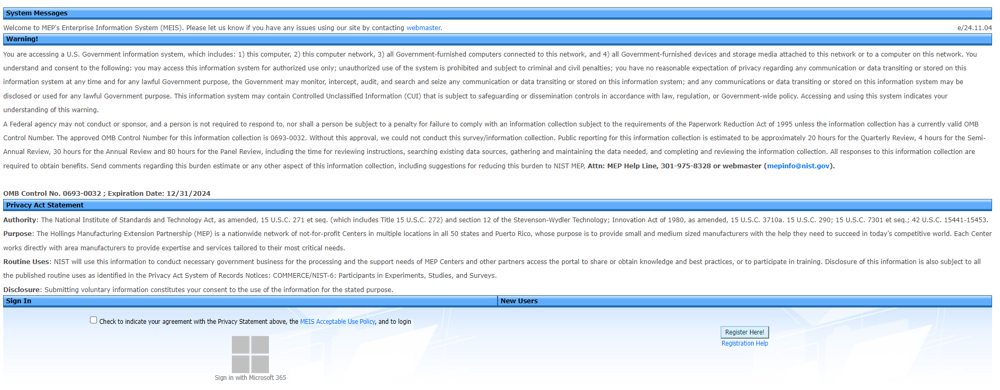 System Messages
Welcome to MEP's Enterprise Information System (MEIS). Please let us know if you have any issues using our site by contacting webmaster. e/24.11.04
Warning!
You are accessing a U.S. Government information system, which includes: 1) this computer, 2) this computer network, 3) all Government-furnished computers connected to this network, and 4) all Government-furnished devices and storage media attached to this network or to a computer on this network. You
understand and consent to the following: you may access this information system for authorized use only; unauthorized use of the system is prohibited and subject to criminal and civil penalties; you have no reasonable expectation of privacy regarding any communication or data transiting or stored on this
information system at any time and for any lawful Government purpose, the Government may monitor, intercept, audit, and search and seize any communication or data transiting or stored on this information system; and any communications or data transiting or stored on this information system may be
disclosed or used for any lawful Government purpose. This information system may contain Controlled Unclassified Information (CUI) that is subject to safeguarding or dissemination controls in accordance with law, regulation, or Government-wide policy. Accessing and using this system indicates your
understanding of this warning.
A Federal agency may not conduct or sponsor, and a person is not required to respond to, nor shall a person be subject to a penalty for failure to comply with an information collection subject to the requirements of the Paperwork Reduction Act of 1995 unless the information collection has a currently valid OMB
Control Number. The approved OMB Control Number for this information collection is 0693-0032. Without this approval, we could not conduct this survey/information collection. Public reporting for this information collection is estimated to be approximately 20 hours for the Quarterly Review, 4 hours for the Semi-
Annual Review, 30 hours for the Annual Review and 80 hours for the Panel Review, including the time for reviewing instructions, searching existing data sources, gathering and maintaining the data needed, and completing and reviewing the information collection. All responses to this information collection are
required to obtain benefits. Send comments regarding this burden estimate or any other aspect of this information collection, including suggestions for reducing this burden to NIST MEP, Attn: MEP Help Line, 301-975-8328 or webmaster (mepinfo@nist.gov).
OMB Control No. 0693-0032 ; Expiration Date: 12/31/2024
Privacy Act Statement
Authority: The National Institute of Standards and Technology Act, as amended, 15 U.S.C. 271 et seq. (which includes Title 15 U.S.C. 272) and section 12 of the Stevenson-Wydler Technology; Innovation Act of 1980, as amended, 15 U.S.C. 3710a. 15 U.S.C. 290; 15 U.S.C. 7301 et seq.; 42 U.S.C. 15441-15453.
Purpose: The Hollings Manufacturing Extension Partnership (MEP) is a nationwide network of not-for-profit Centers in multiple locations in all 50 states and Puerto Rico, whose purpose is to provide small and medium sized manufacturers with the help they need to succeed in today’s competitive world. Each Center
works directly with area manufacturers to provide expertise and services tailored to their most critical needs.
Routine Uses: NIST will use this information to conduct necessary government business for the processing and the support needs of MEP Centers and other partners access the portal to share or obtain knowledge and best practices, or to participate in training. Disclosure of this information is also subject to all
the published routine uses as identified in the Privacy Act System of Records Notices: COMMERCE/NIST-6: Participants in Experiments, Studies, and Surveys.
Disclosure: Submitting voluntary information constitutes your consent to the use of the information for the stated purpose.
Sign In
Check to indicate your agreement with the Privacy Statement above, the MEIS Acceptable Use Policy, and to login
Sign in with Microsoft 365
New Users
Register Here!
Registration Help